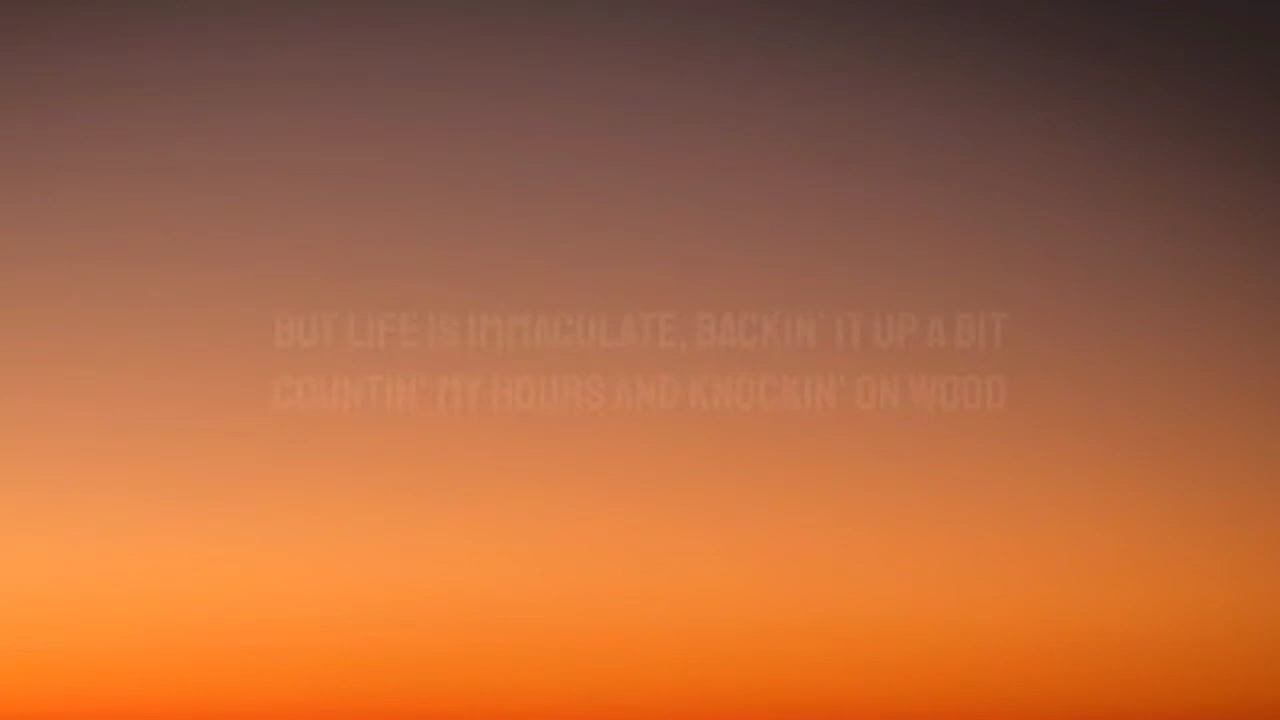 BUT LIFE IS IMMACULATE, BACKIN' IT UP A BIT
COUNTIN' MY HOURS AND KNOCKIN' ON WOOD